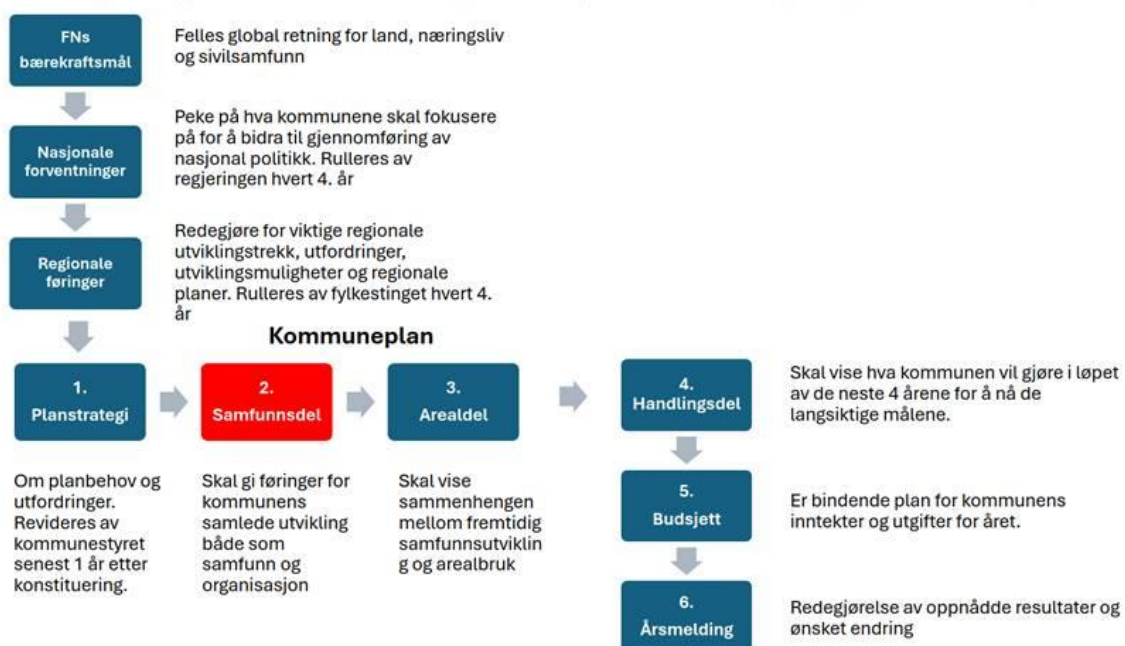 FNs
bærekraftsmål
Felles global retning for land, næringsliv
og sivilsamfunn
Nasjonale
forventninger
Peke på hva kommunene skal fokusere
på for å bidra til gjennomføring av
nasjonal politikk. Rulleres av
regjeringen hvert 4. år
Regionale
føringer
Redegjøre for viktige regionale
utviklingstrekk, utfordringer,
utviklingsmuligheter og regionale
planer. Rulleres av fylkestinget hvert 4.
år
Kommuneplan
1.
Planstrategi
2.
Samfunnsdel
3.
Arealdel
Om planbehov og
utfordringer.
Revideres av
kommunestyret
senest 1 år etter
konstituering.
Skal gi føringer for
kommunens
samlede utvikling
både som
samfunn og
organisasjon
Skal vise
sammenhengen
mellom fremtidig
samfunnsutviklin
g og arealbruk
4.
Handlingsdel
Skal vise hva kommunen vil gjøre i løpet
av de neste 4 årene for å nå de
langsiktige målene.
5.
Budsjett
Er bindende plan for kommunens
inntekter og utgifter for året.
6.
Årsmelding
Redegjørelse av oppnådde resultater og
ønsket endring